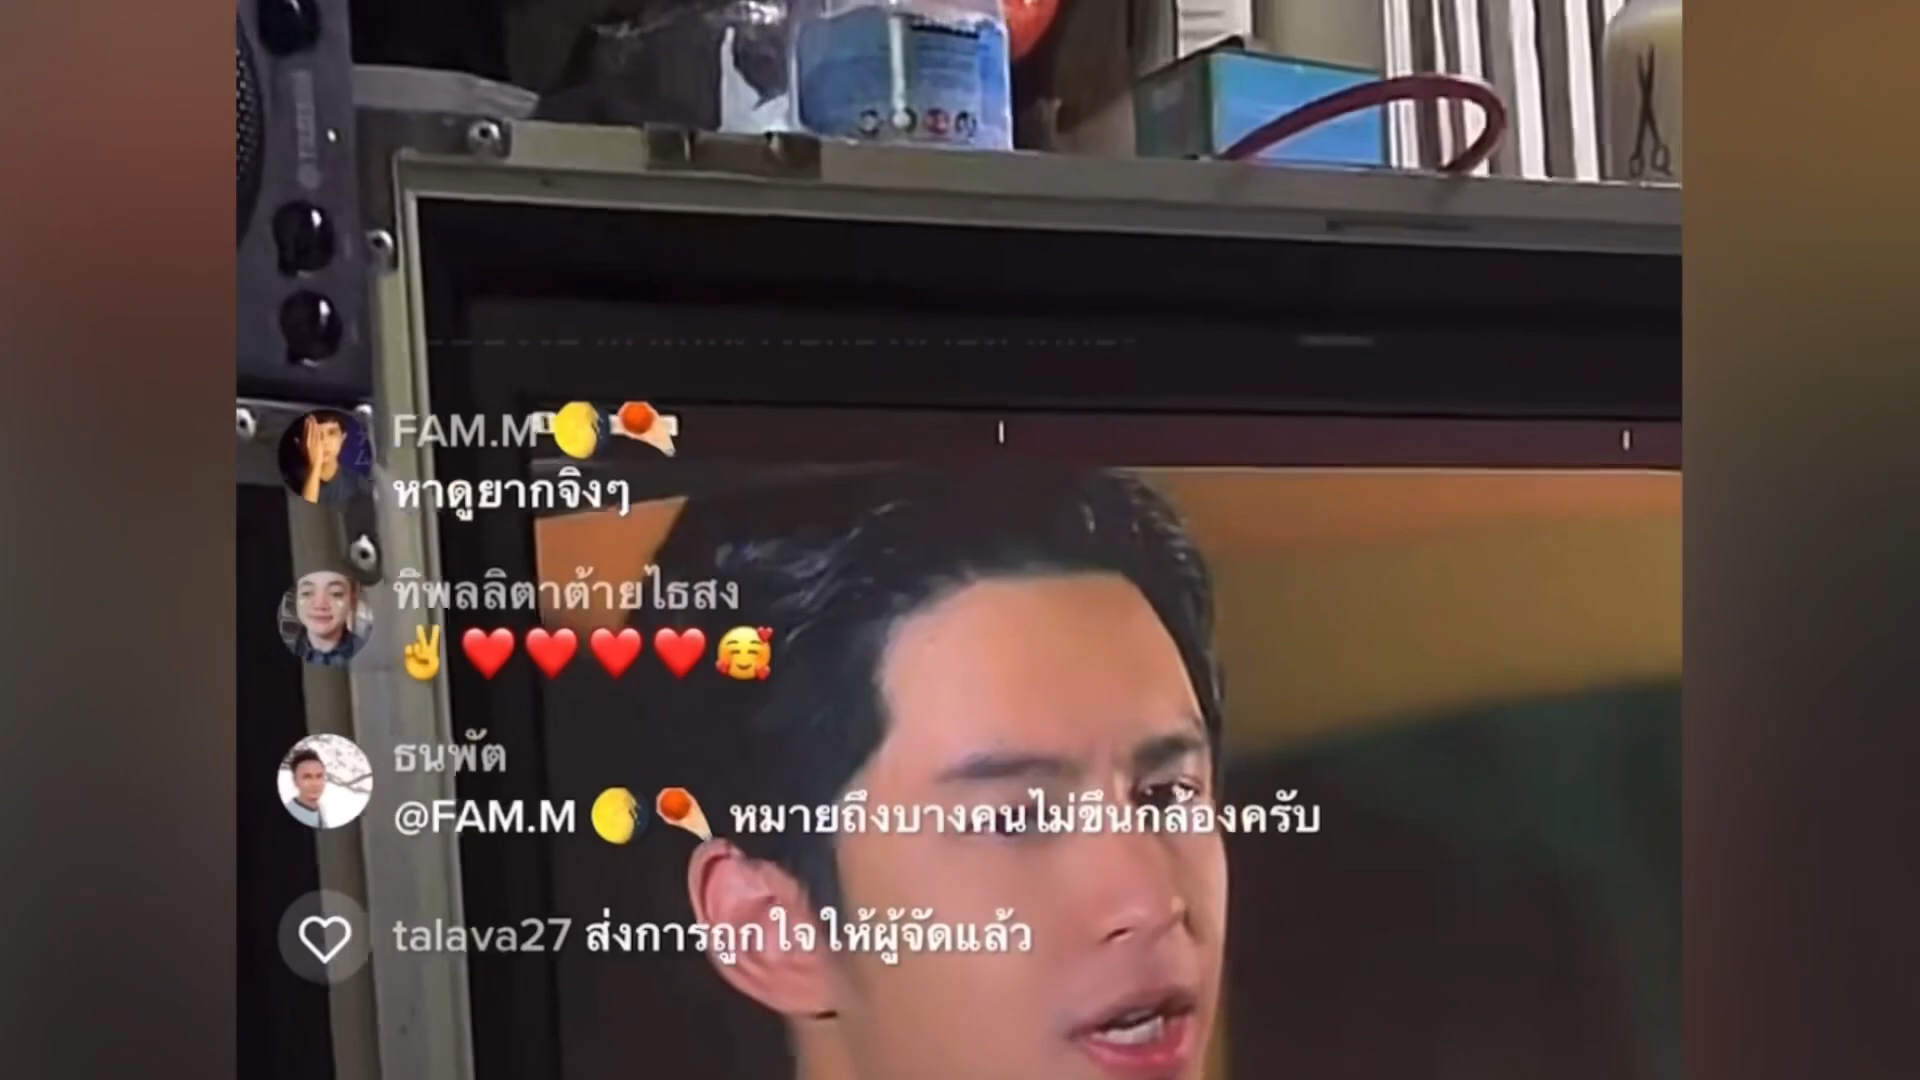 FAM.M
หาดูยากจิงๆ
ทิพลลิตาต้ายไธสง
ธนพัต
@FAM.M หมายถึงบางคนไม่ขึนกล้องครับ
talava27 ส่งการถูกใจให้ผู้จัดแล้ว